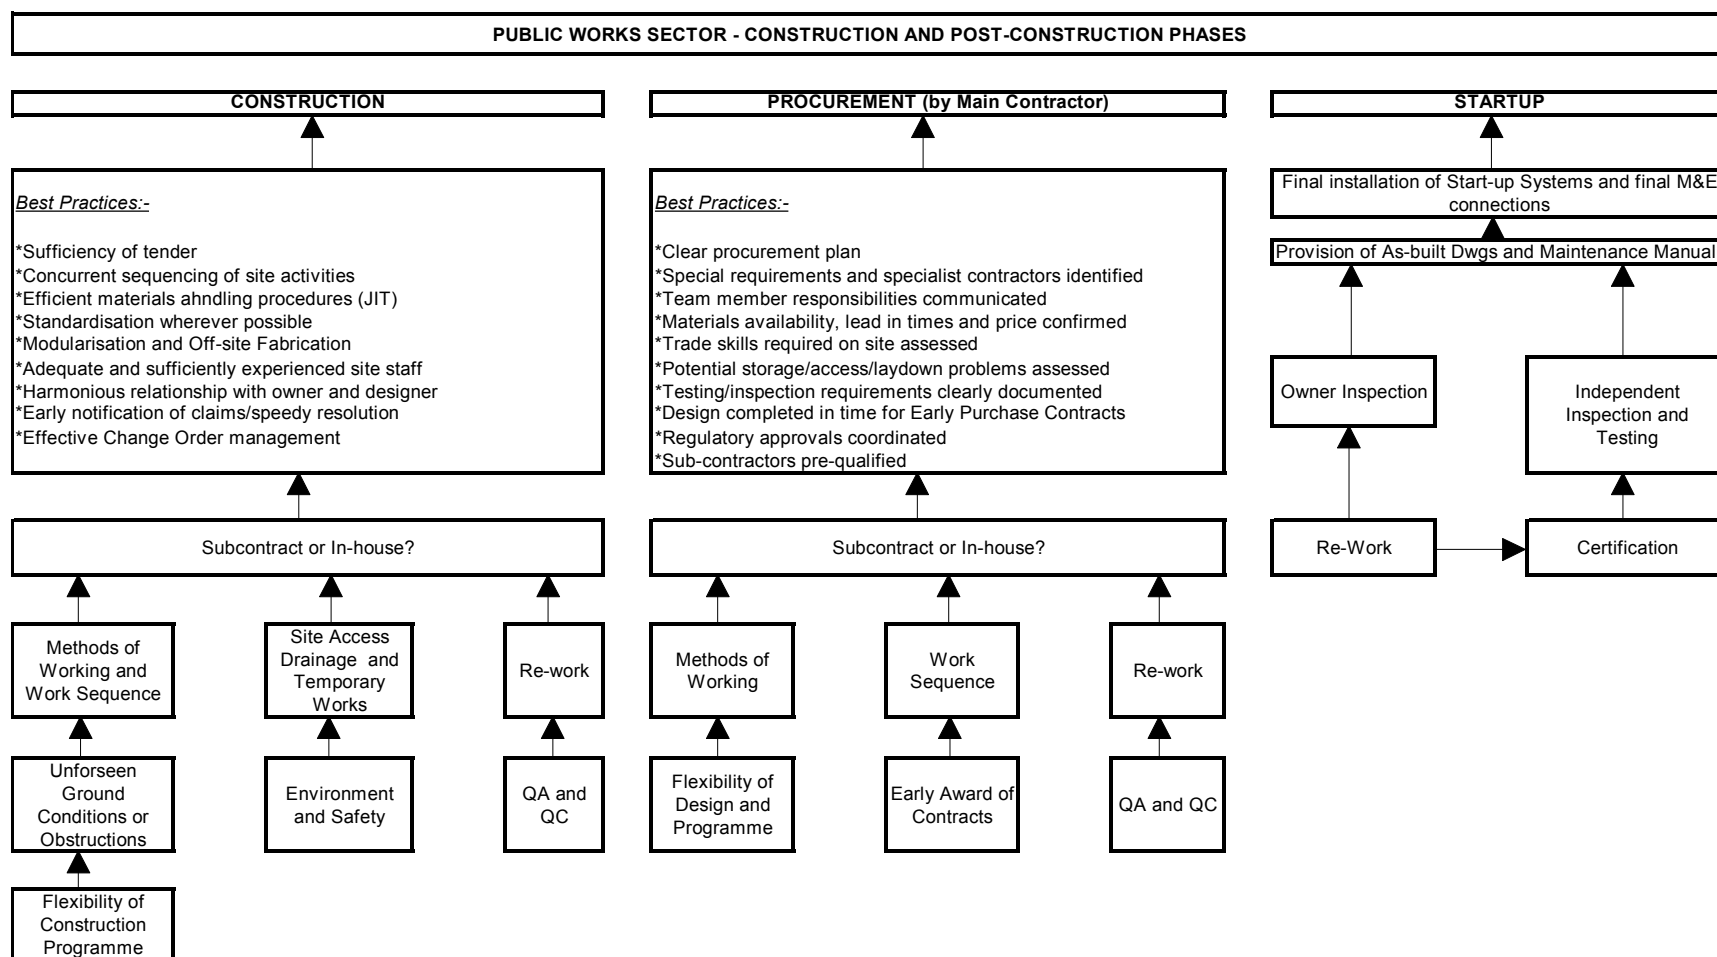 PUBLIC WORKS SECTOR - CONSTRUCTION AND POST-CONSTRUCTION PHASES
CONSTRUCTION
Best Practices:-
*Sufficiency of tender
*Concurrent sequencing of site activities
*Efficient materials ahndling procedures (JIT)
*Standardisation wherever possible
*Modularisation and Off-site Fabrication
*Adequate and sufficiently experienced site staff
*Harmonious relationship with owner and designer
*Early notification of claims/speedy resolution
*Effective Change Order management
Subcontract or In-house?
Methods of
Working and
Work Sequence
Site Access
Drainage and
Temporary
Works
Re-work
Unforseen
Ground
Conditions or
Obstructions
Environment
and Safety
QA and
QC
Flexibility of
Construction
Programme
PROCUREMENT (by Main Contractor)
Best Practices:-
*Clear procurement plan
*Special requirements and specialist contractors identified
*Team member responsibilities communicated
*Materials availability, lead in times and price confirmed
*Trade skills required on site assessed
*Potential storage/access/laydown problems assessed
*Testing/inspection requirements clearly documented
*Design completed in time for Early Purchase Contracts
*Regulatory approvals coordinated
*Sub-contractors pre-qualified
Subcontract or In-house?
Methods of
Working
Work
Sequence
Re-work
Flexibility of
Design and
Programme
Early Award of
Contracts
QA and QC
STARTUP
Final installation of Start-up Systems and final M&E
connections
Provision of As-built Dwgs and Maintenance Manual
Owner Inspection
Independent
Inspection and
Testing
Re-Work
Certification